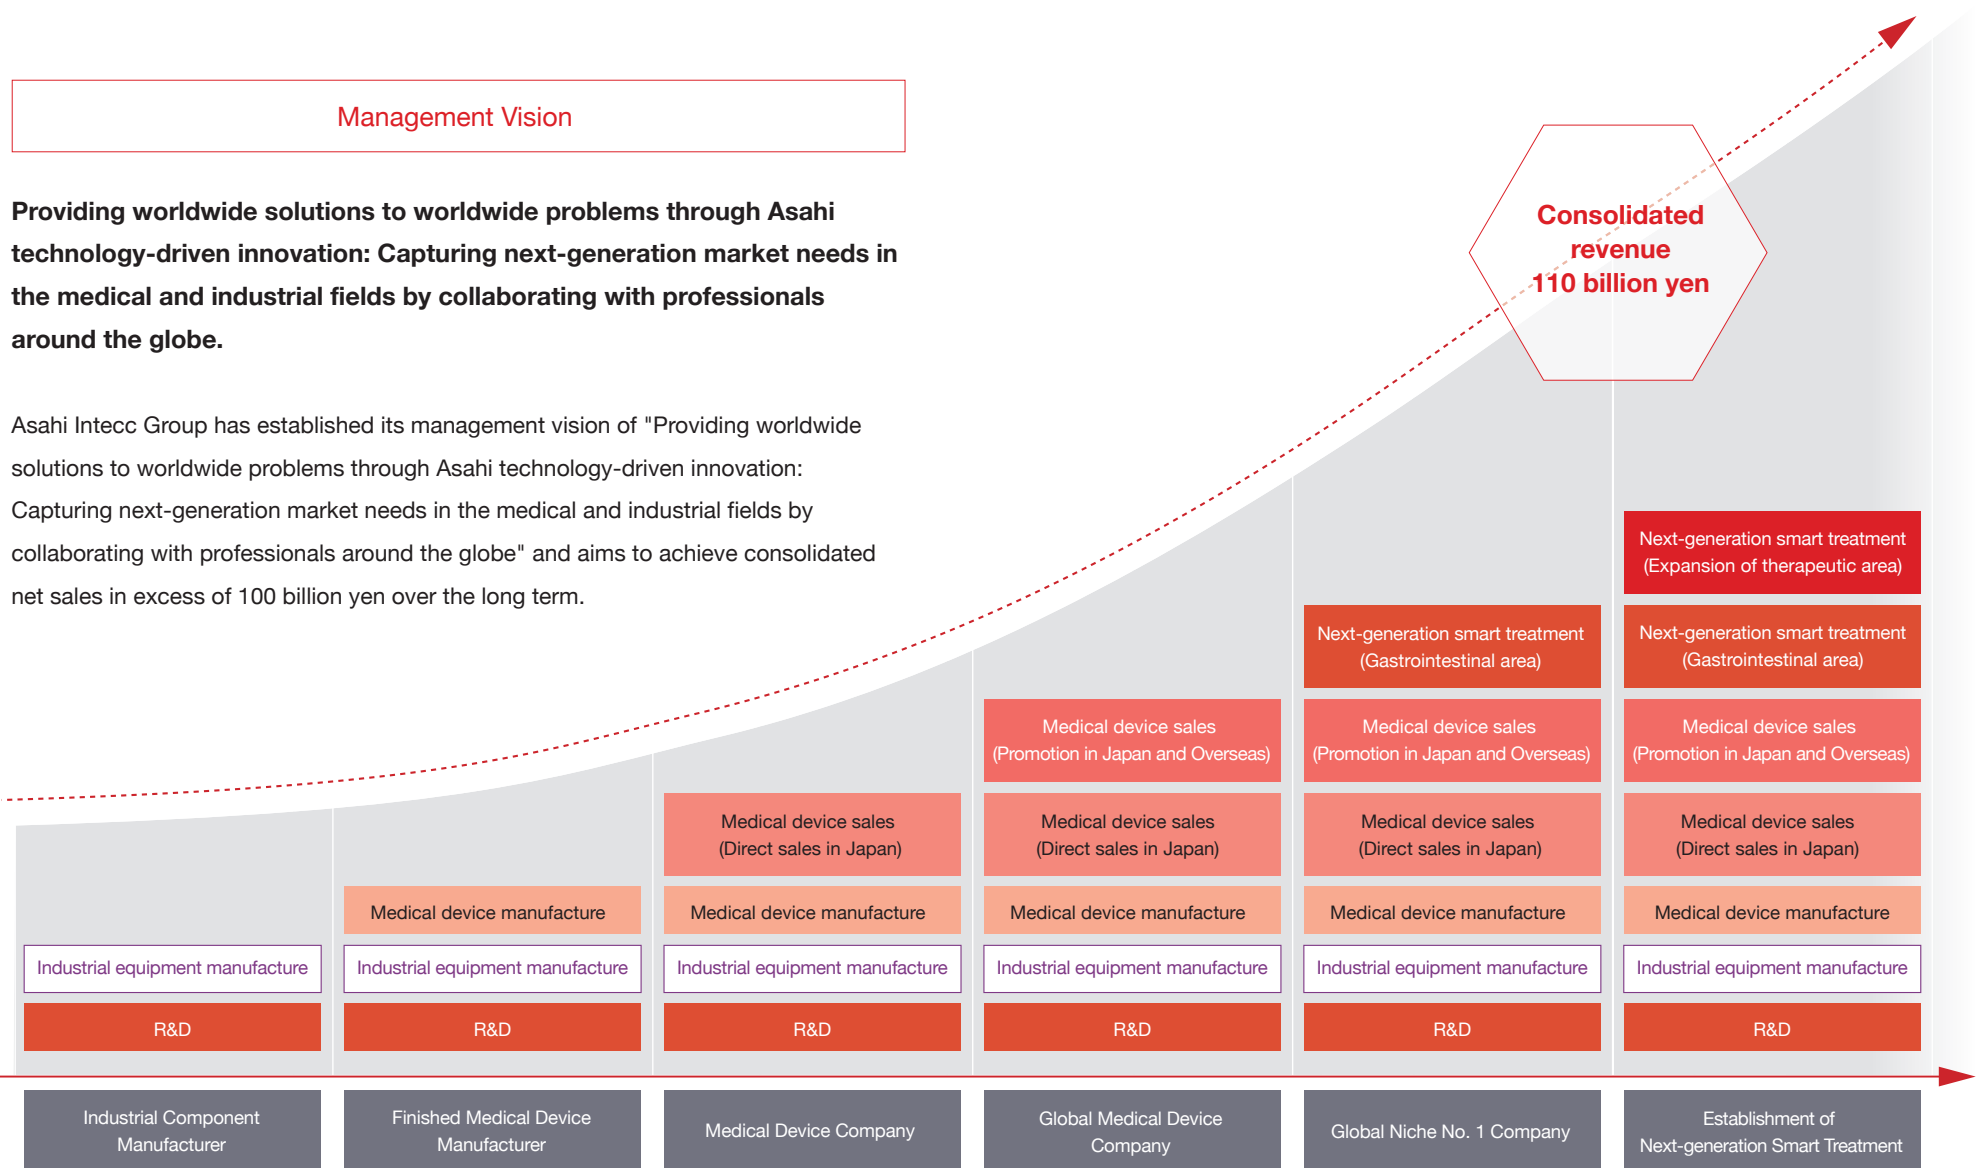 Management Vision
Providing worldwide solutions to worldwide problems through Asahi
technology-driven innovation: Capturing next-generation market needs in
the medical and industrial fields by collaborating with professionals
around the globe.
Asahi Intecc Group has established its management vision of "Providing worldwide
solutions to worldwide problems through Asahi technology-driven innovation:
Capturing next-generation market needs in the medical and industrial fields by
collaborating with professionals around the globe" and aims to achieve consolidated
net sales in excess of 100 billion yen over the long term.
Consolidated
revenue
110 billion yen
Industrial equipment manufacture
R&D
Industrial Component
Manufacturer
Medical device manufacture
Industrial equipment manufacture
R&D
Finished Medical Device
Manufacturer
Medical device sales
(Direct sales in Japan)
Medical device manufacture
Industrial equipment manufacture
R&D
Medical Device Company
Medical device sales
(Promotion in Japan and Overseas)
Medical device sales
(Direct sales in Japan)
Medical device manufacture
Industrial equipment manufacture
R&D
Global Medical Device
Company
Next-generation smart treatment
(Gastrointestinal area)
Medical device sales
(Promotion in Japan and Overseas)
Medical device sales
(Direct sales in Japan)
Medical device manufacture
Industrial equipment manufacture
R&D
Global Niche No. 1 Company
Next-generation smart treatment
(Expansion of therapeutic area)
Next-generation smart treatment
(Gastrointestinal area)
Medical device sales
(Promotion in Japan and Overseas)
Medical device sales
(Direct sales in Japan)
Medical device manufacture
Industrial equipment manufacture
R&D
Establishment of
Next-generation Smart Treatment